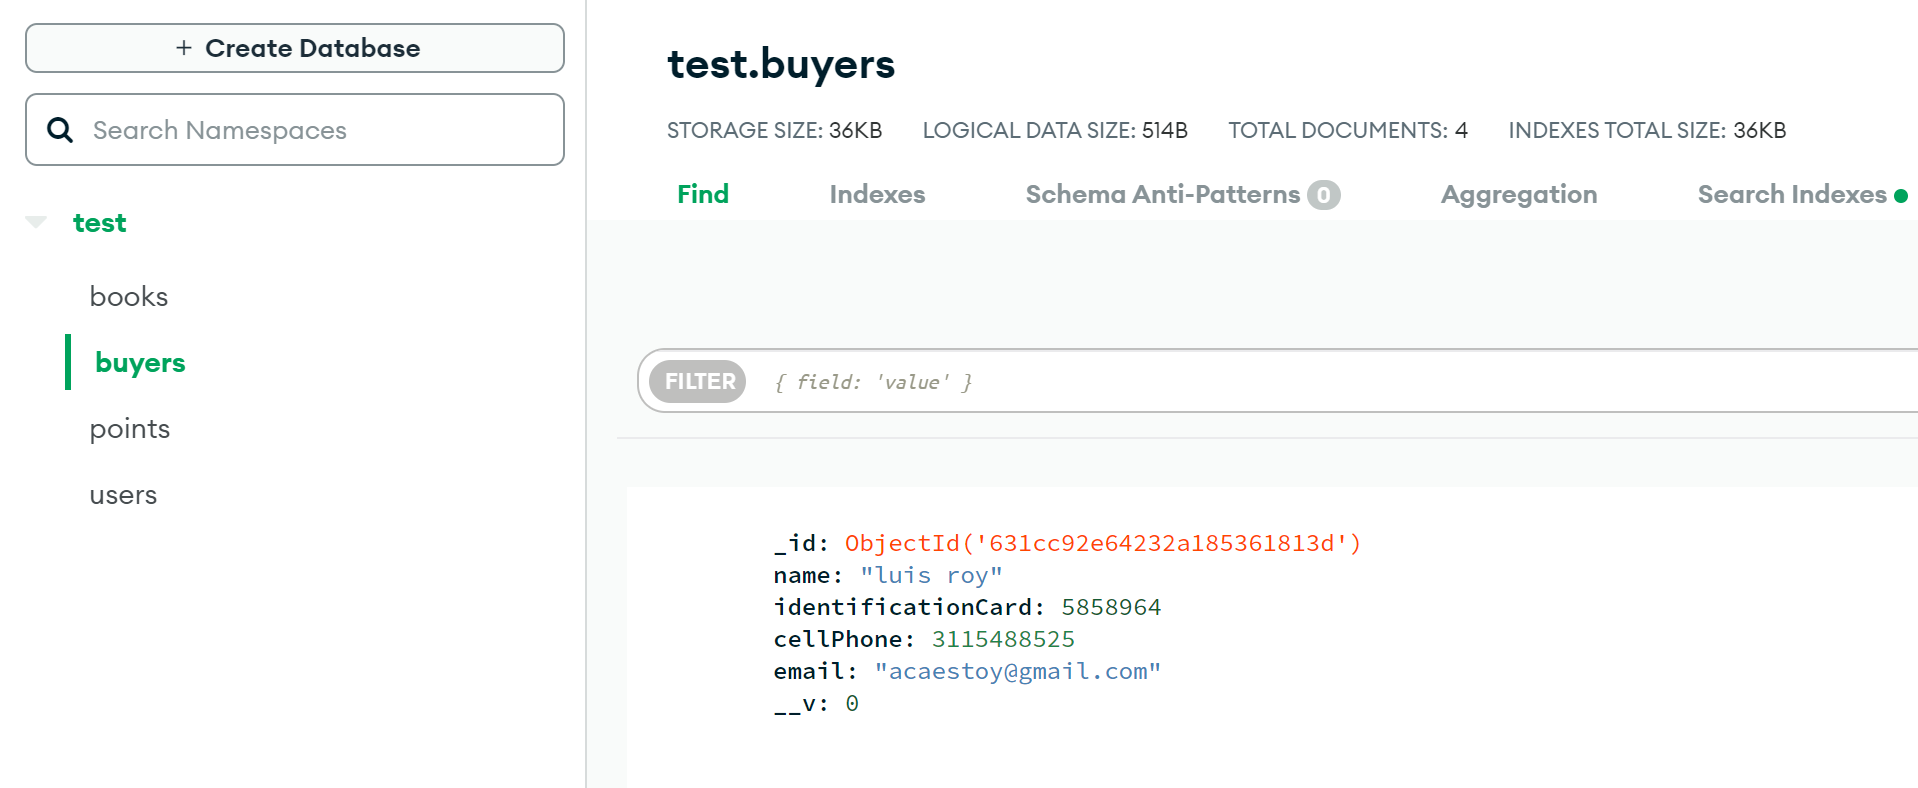 + Create Database
Search Namespaces
test
books
buyers
points
users
test.buyers
STORAGE SIZE: 36KB LOGICAL DATA SIZE: 514B TOTAL DOCUMENTS: 4 INDEXES TOTAL SIZE: 36KB
Find Indexes Schema Anti-Patterns 0 Aggregation Search Indexes
FILTER { field: 'value' }
_id: ObjectId('631cc92e64232a185361813d')
name: "luis roy"
identificationCard: 5858964
cellPhone: 3115488525
email: "acaestoy@gmail.com"
__v: 0